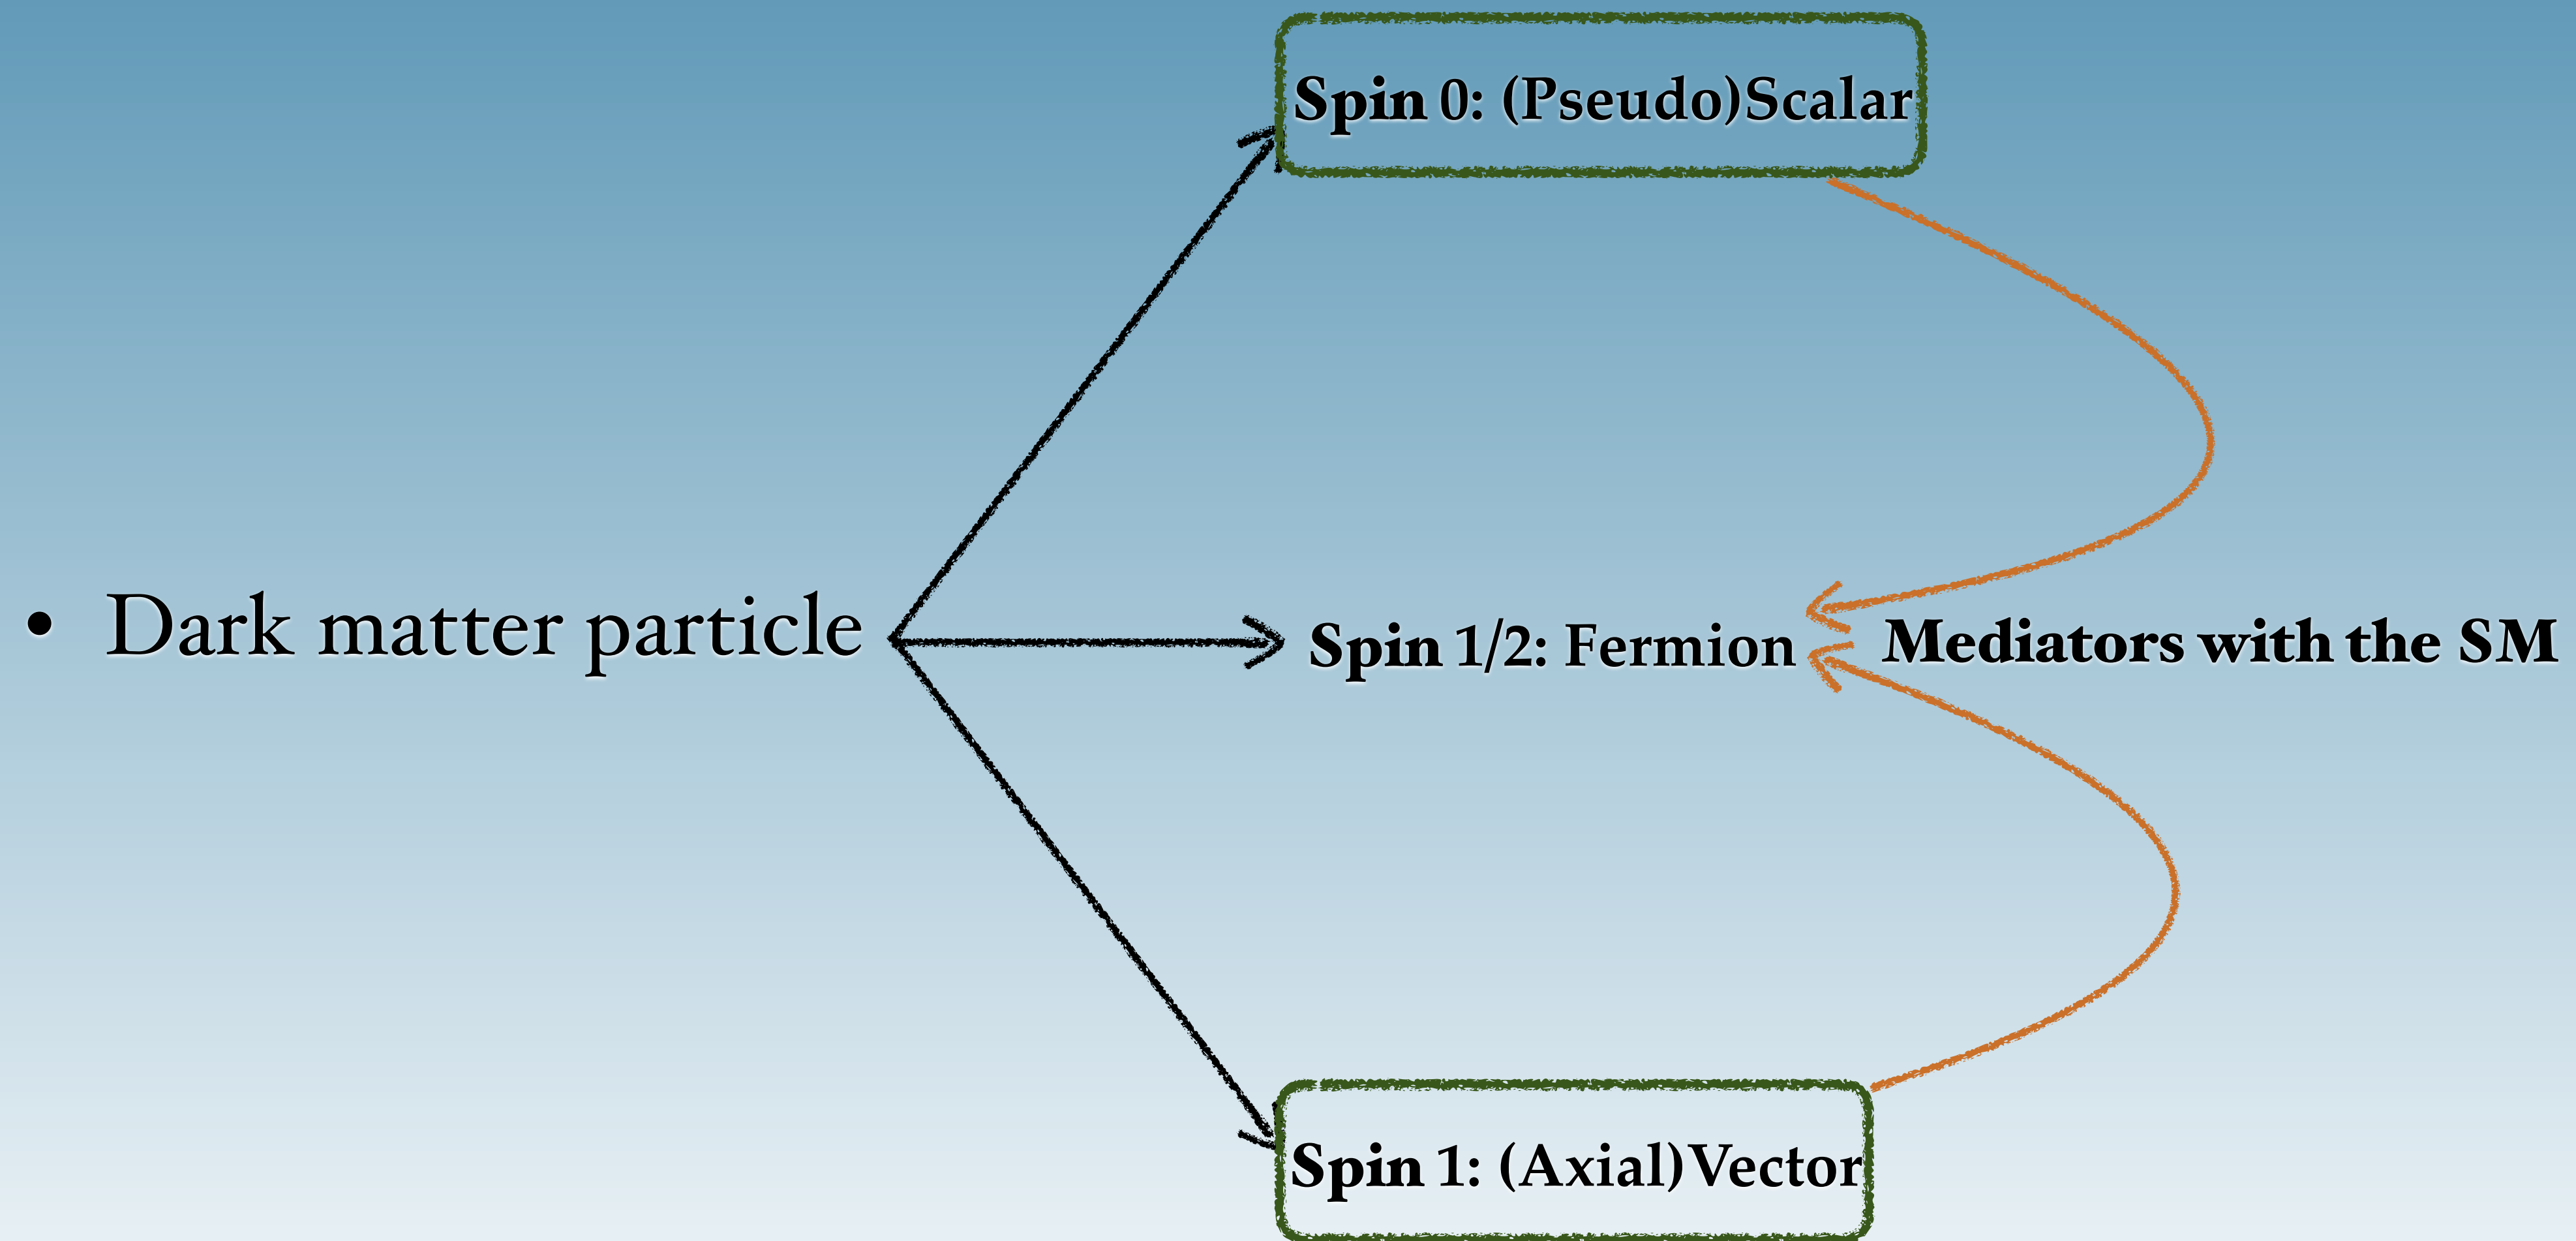 Spin 0: (Pseudo)Scalar
• Dark matter particle
Spin 1/2: Fermion
Mediators with the SM
Spin 1: (Axial)Vector